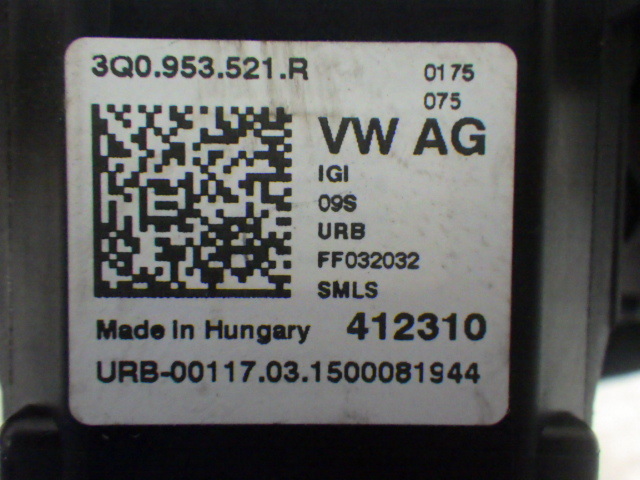 3Q0.953.521.R
0175
075
VW AG
IGI
09S
URB
FF032032
SMLS
Made in Hungary 412310
URB-00117.03.1500081944